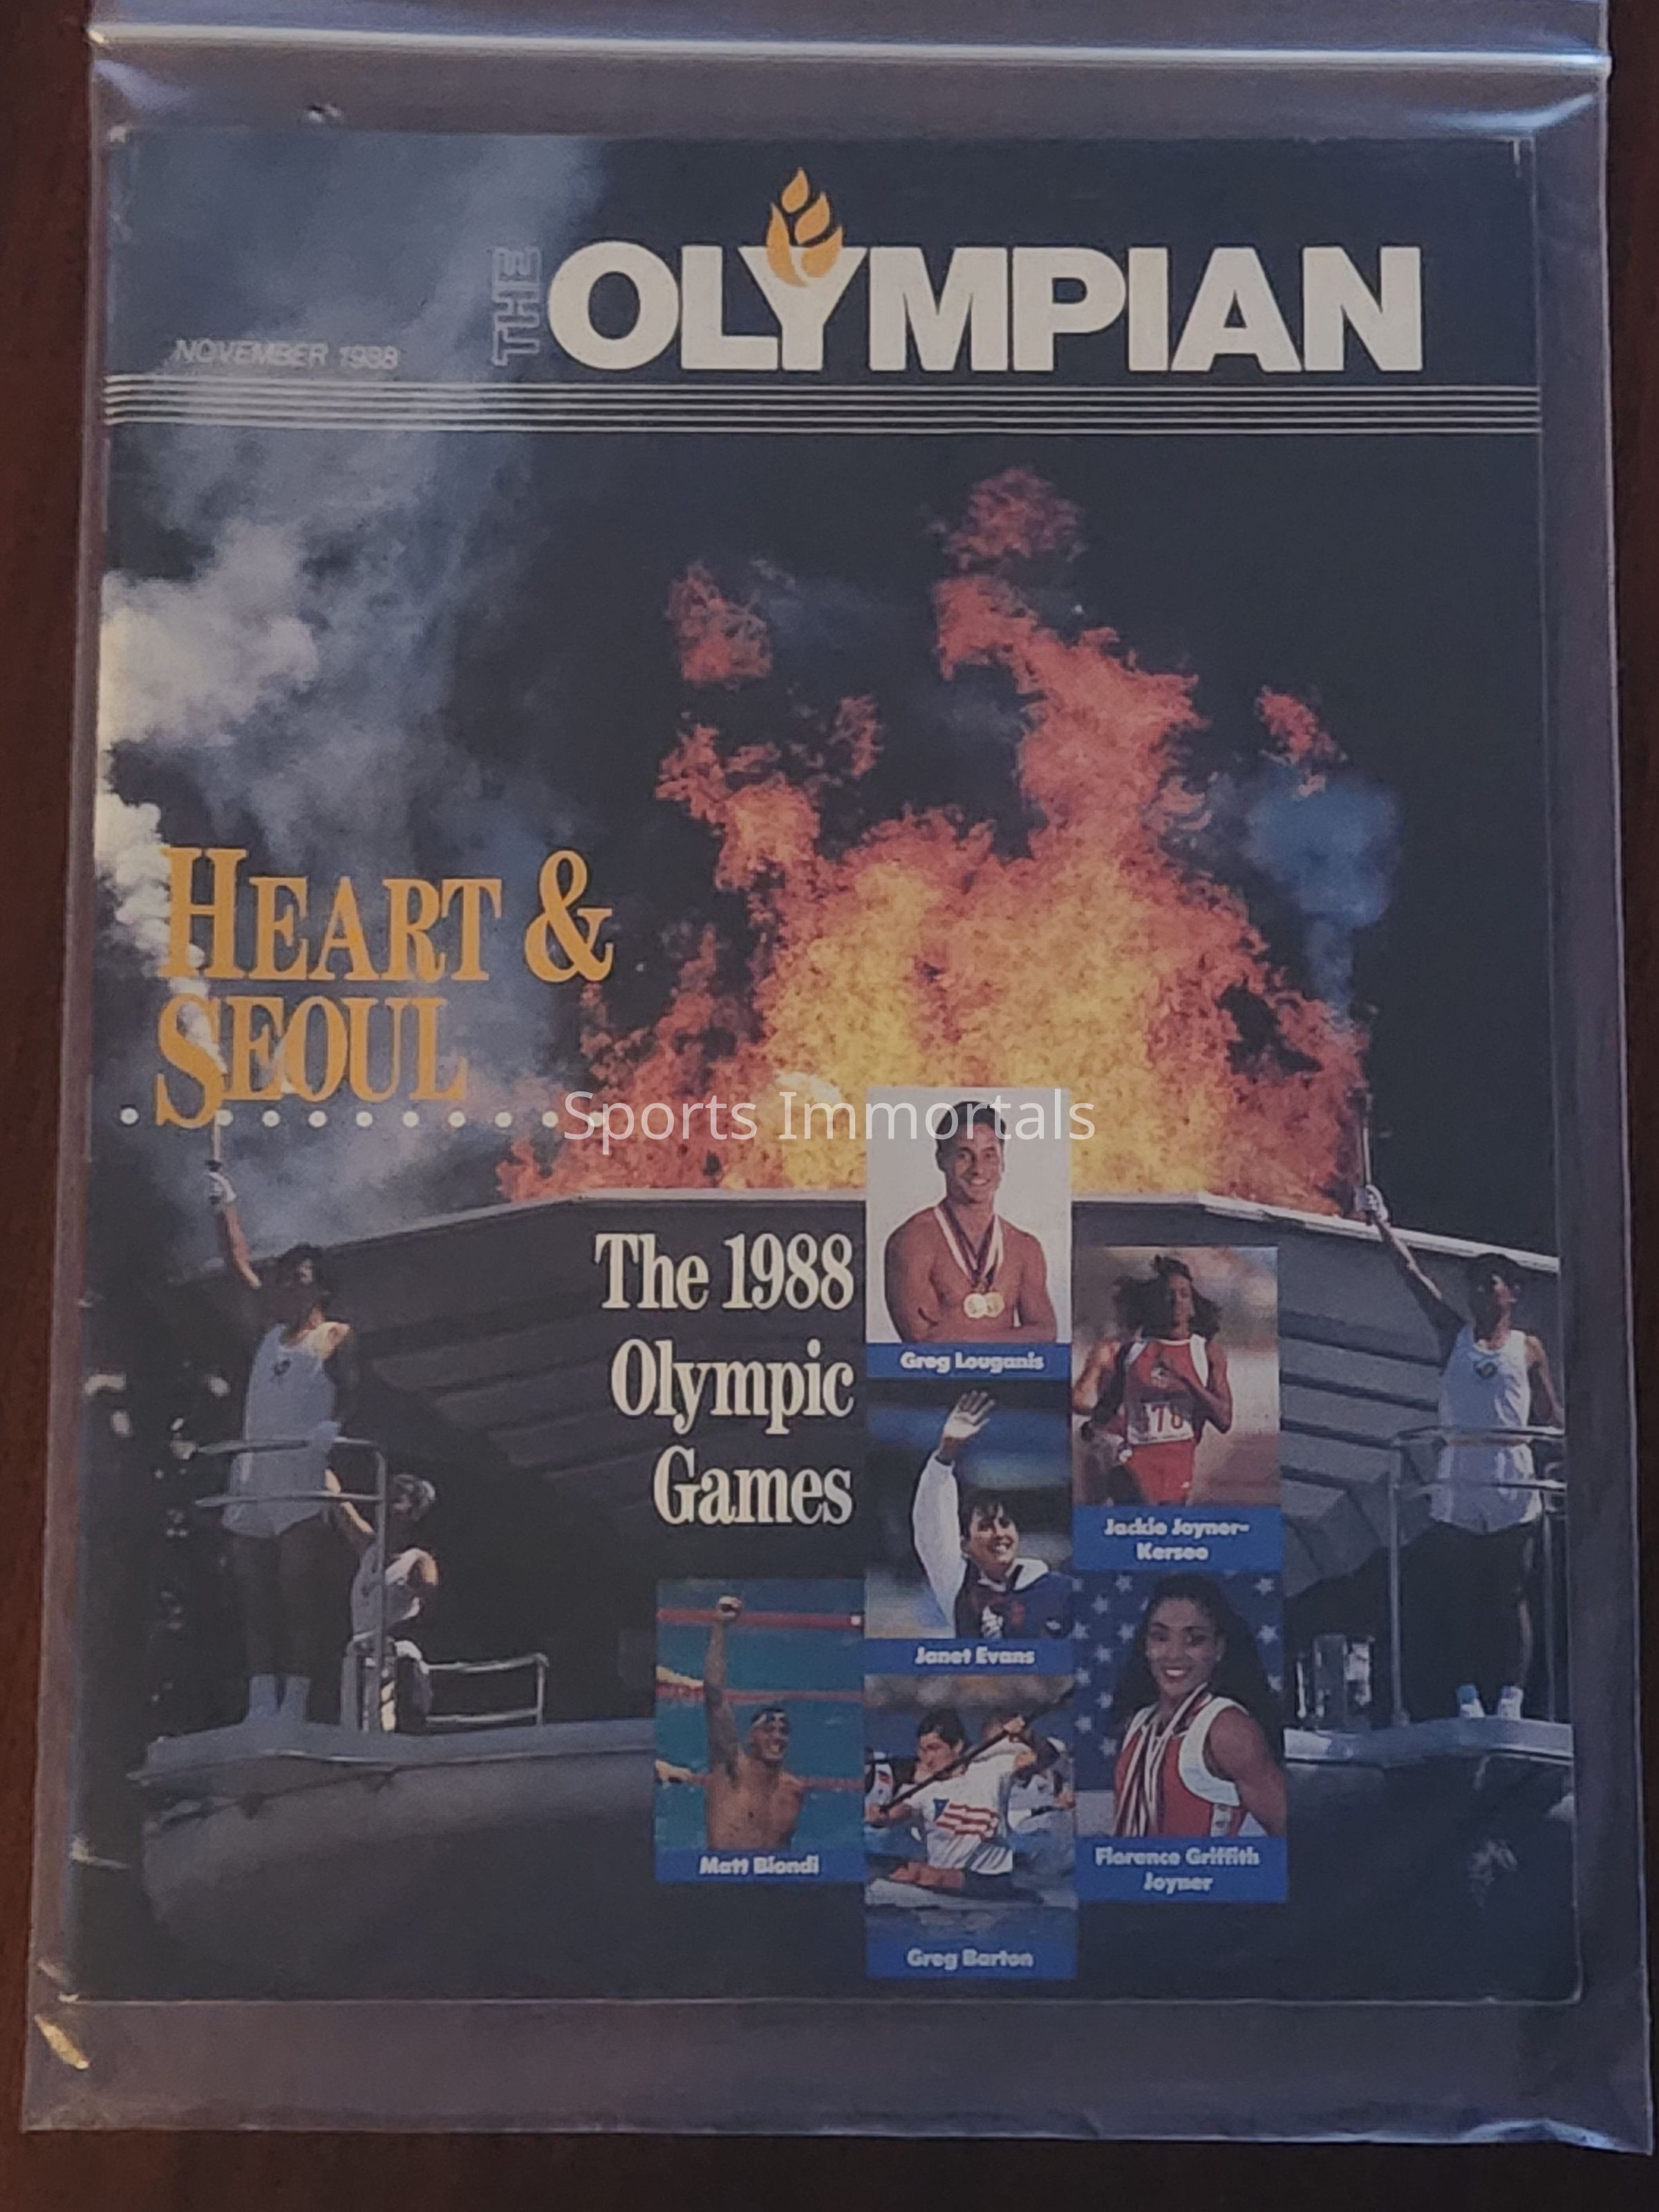 THE OLYMPIAN
NOVEMBER 1988
HEART &
SEOUL
Sports Immortals
The 1988
Olympic
Games
Greg Louganis
Jackie Joyner-
Kersee
Janet Evans
Matt Biondi
Florence Griffith
Joyner
Greg Barton